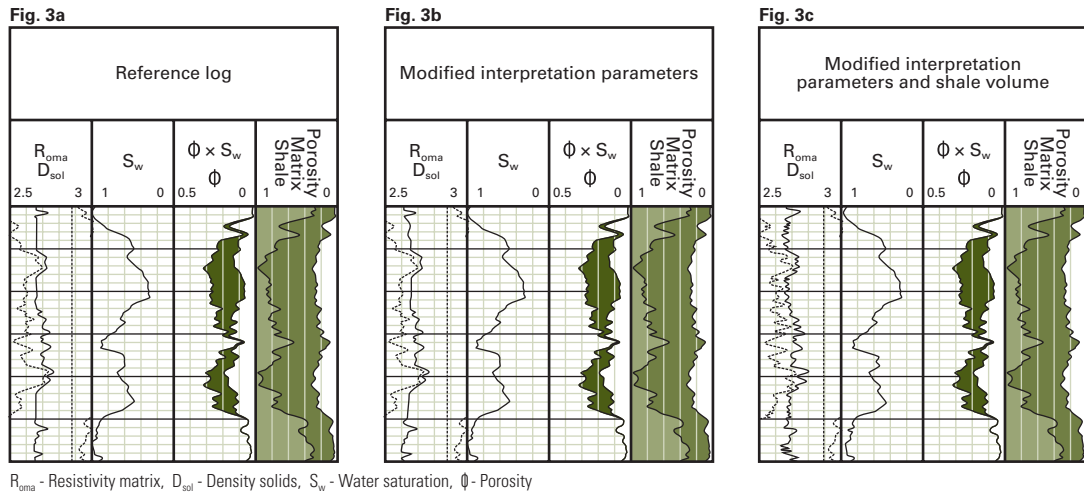 Fig. 3a
Reference log
R_oma
D_sol
2.5 3
S_w
1 0
ɸ × S_w
ɸ
0.5 0
Porosity
Matrix
Shale
1 0
Fig. 3b
Modified interpretation parameters
R_oma
D_sol
2.5 3
S_w
1 0
ɸ × S_w
ɸ
0.5 0
Porosity
Matrix
Shale
1 0
Fig. 3c
Modified interpretation
parameters and shale volume
R_oma
D_sol
2.5 3
S_w
1 0
ɸ × S_w
ɸ
0.5 0
Porosity
Matrix
Shale
1 0
R_oma - Resistivity matrix, D_sol - Density solids, S_w - Water saturation, ɸ - Porosity